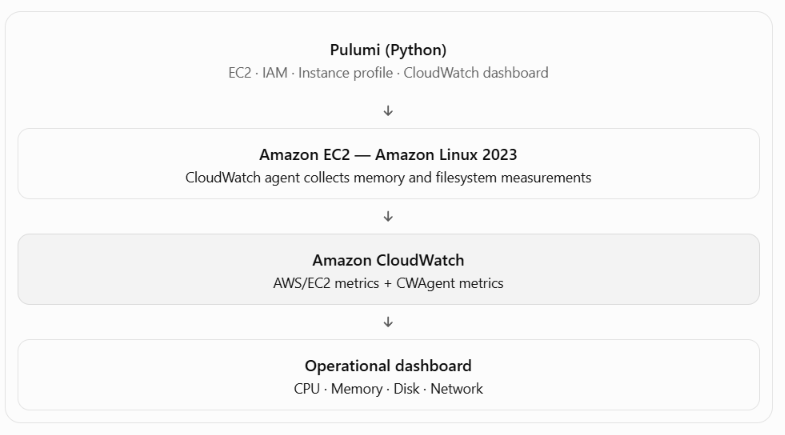 Pulumi (Python)
EC2 · IAM · Instance profile · CloudWatch dashboard
↓
Amazon EC2 — Amazon Linux 2023
CloudWatch agent collects memory and filesystem measurements
↓
Amazon CloudWatch
AWS/EC2 metrics + CWAgent metrics
↓
Operational dashboard
CPU · Memory · Disk · Network